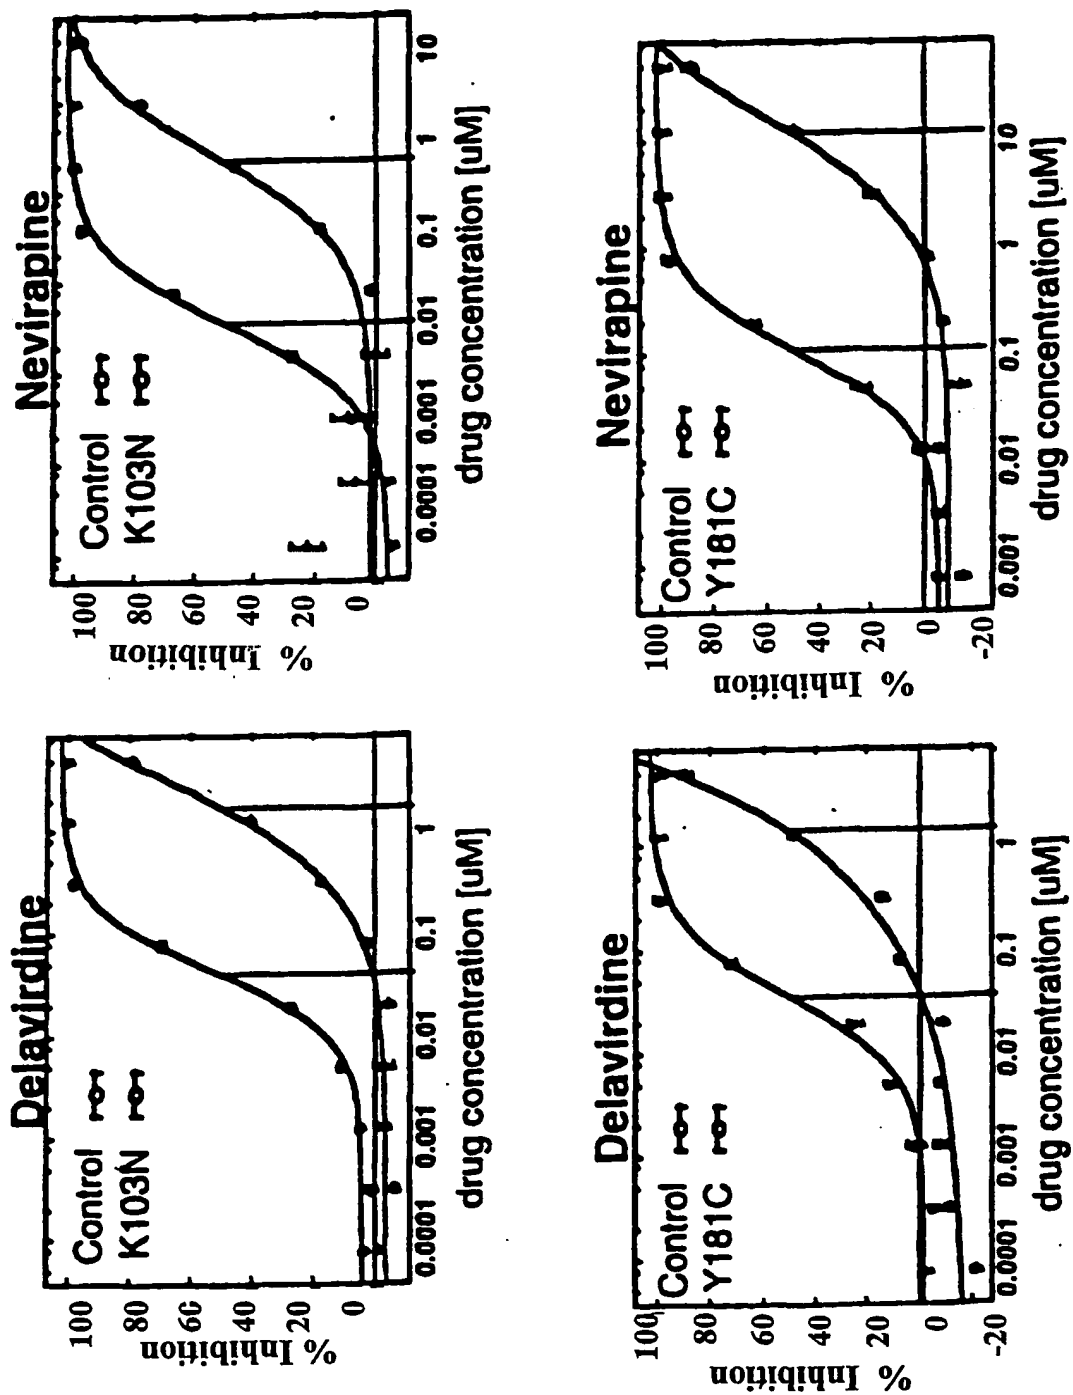 Delavirdine
Control
K103N
100
80
60
40
20
0
% Inhibition
0.0001
0.001
0.01
0.1
1
drug concentration [uM]
Nevirapine
Control
K103N
100
80
60
40
20
0
% Inhibition
0.0001
0.001
0.01
0.1
1
10
drug concentration [uM]
Delavirdine
Control
Y181C
100
80
60
40
20
0
-20
% Inhibition
0.0001
0.001
0.01
0.1
1
drug concentration [uM]
Nevirapine
Control
Y181C
100
80
60
40
20
0
-20
% Inhibition
0.001
0.01
0.1
1
10
drug concentration [uM]